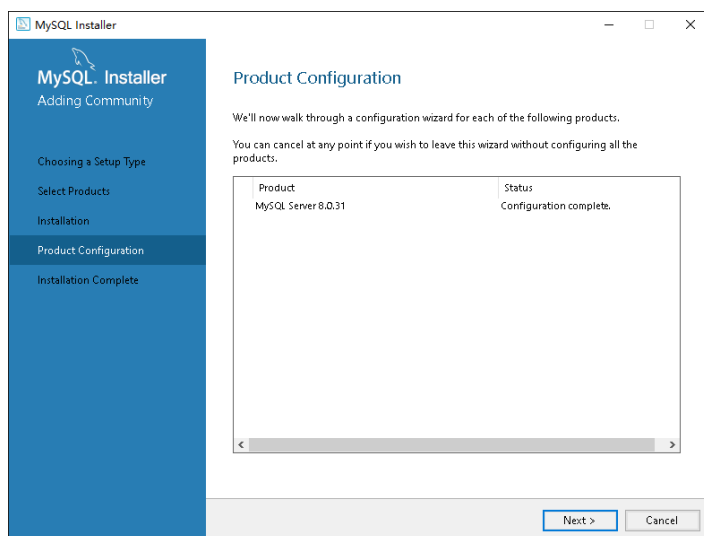 MySQL Installer
MySQL. Installer
Adding Community
Choosing a Setup Type
Select Products
Installation
Product Configuration
Installation Complete
Product Configuration
We'll now walk through a configuration wizard for each of the following products.
You can cancel at any point if you wish to leave this wizard without configuring all the
products.
Product Status
MySQL Server 8.0.31 Configuration complete.
Next > Cancel